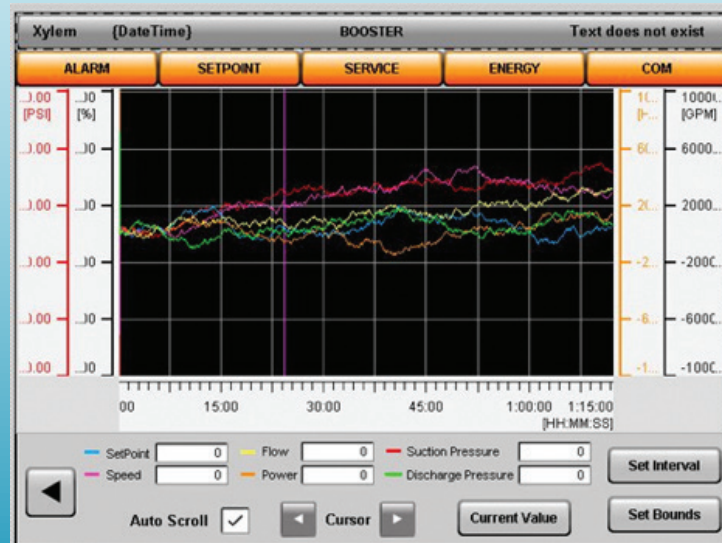 Xylem {DateTime} BOOSTER Text does not exist
ALARM SETPOINT SERVICE ENERGY COM
[PSI] [%] [GPM]
6000
2000
-2000
-6000
15:00 30:00 45:00 1:00:00 1:15:00
[HH:MM:SS]
SetPoint 0 Flow 0 Suction Pressure 0
Speed 0 Power 0 Discharge Pressure 0
Set Interval
Auto Scroll Cursor Current Value Set Bounds